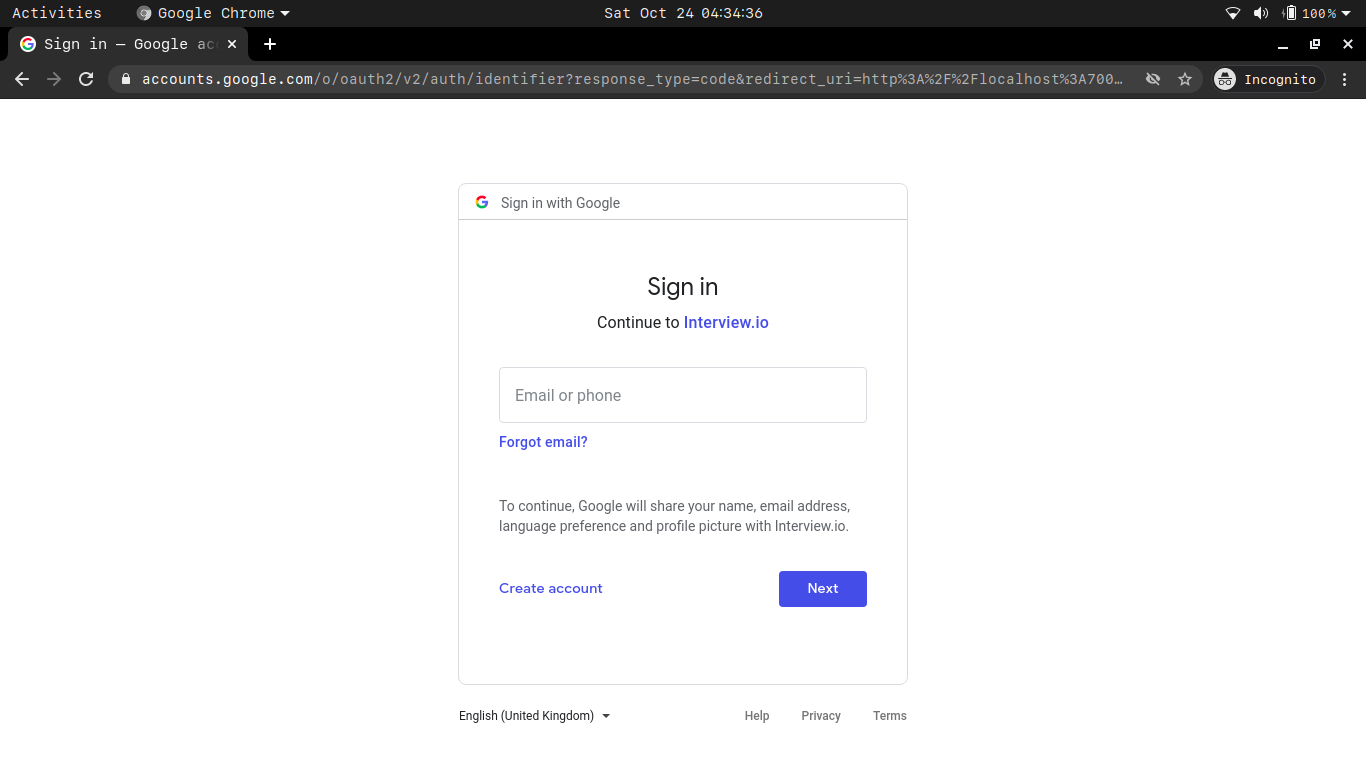 Activities Google Chrome Sat Oct 24 04:34:36 100%
Sign in – Google acc
accounts.google.com/o/oauth2/v2/auth/identifier?response_type=code&redirect_uri=http%3A%2F%2Flocalhost%3A700… Incognito
Sign in with Google
Sign in
Continue to Interview.io
Email or phone
Forgot email?
To continue, Google will share your name, email address,
language preference and profile picture with Interview.io.
Create account Next
English (United Kingdom) Help Privacy Terms